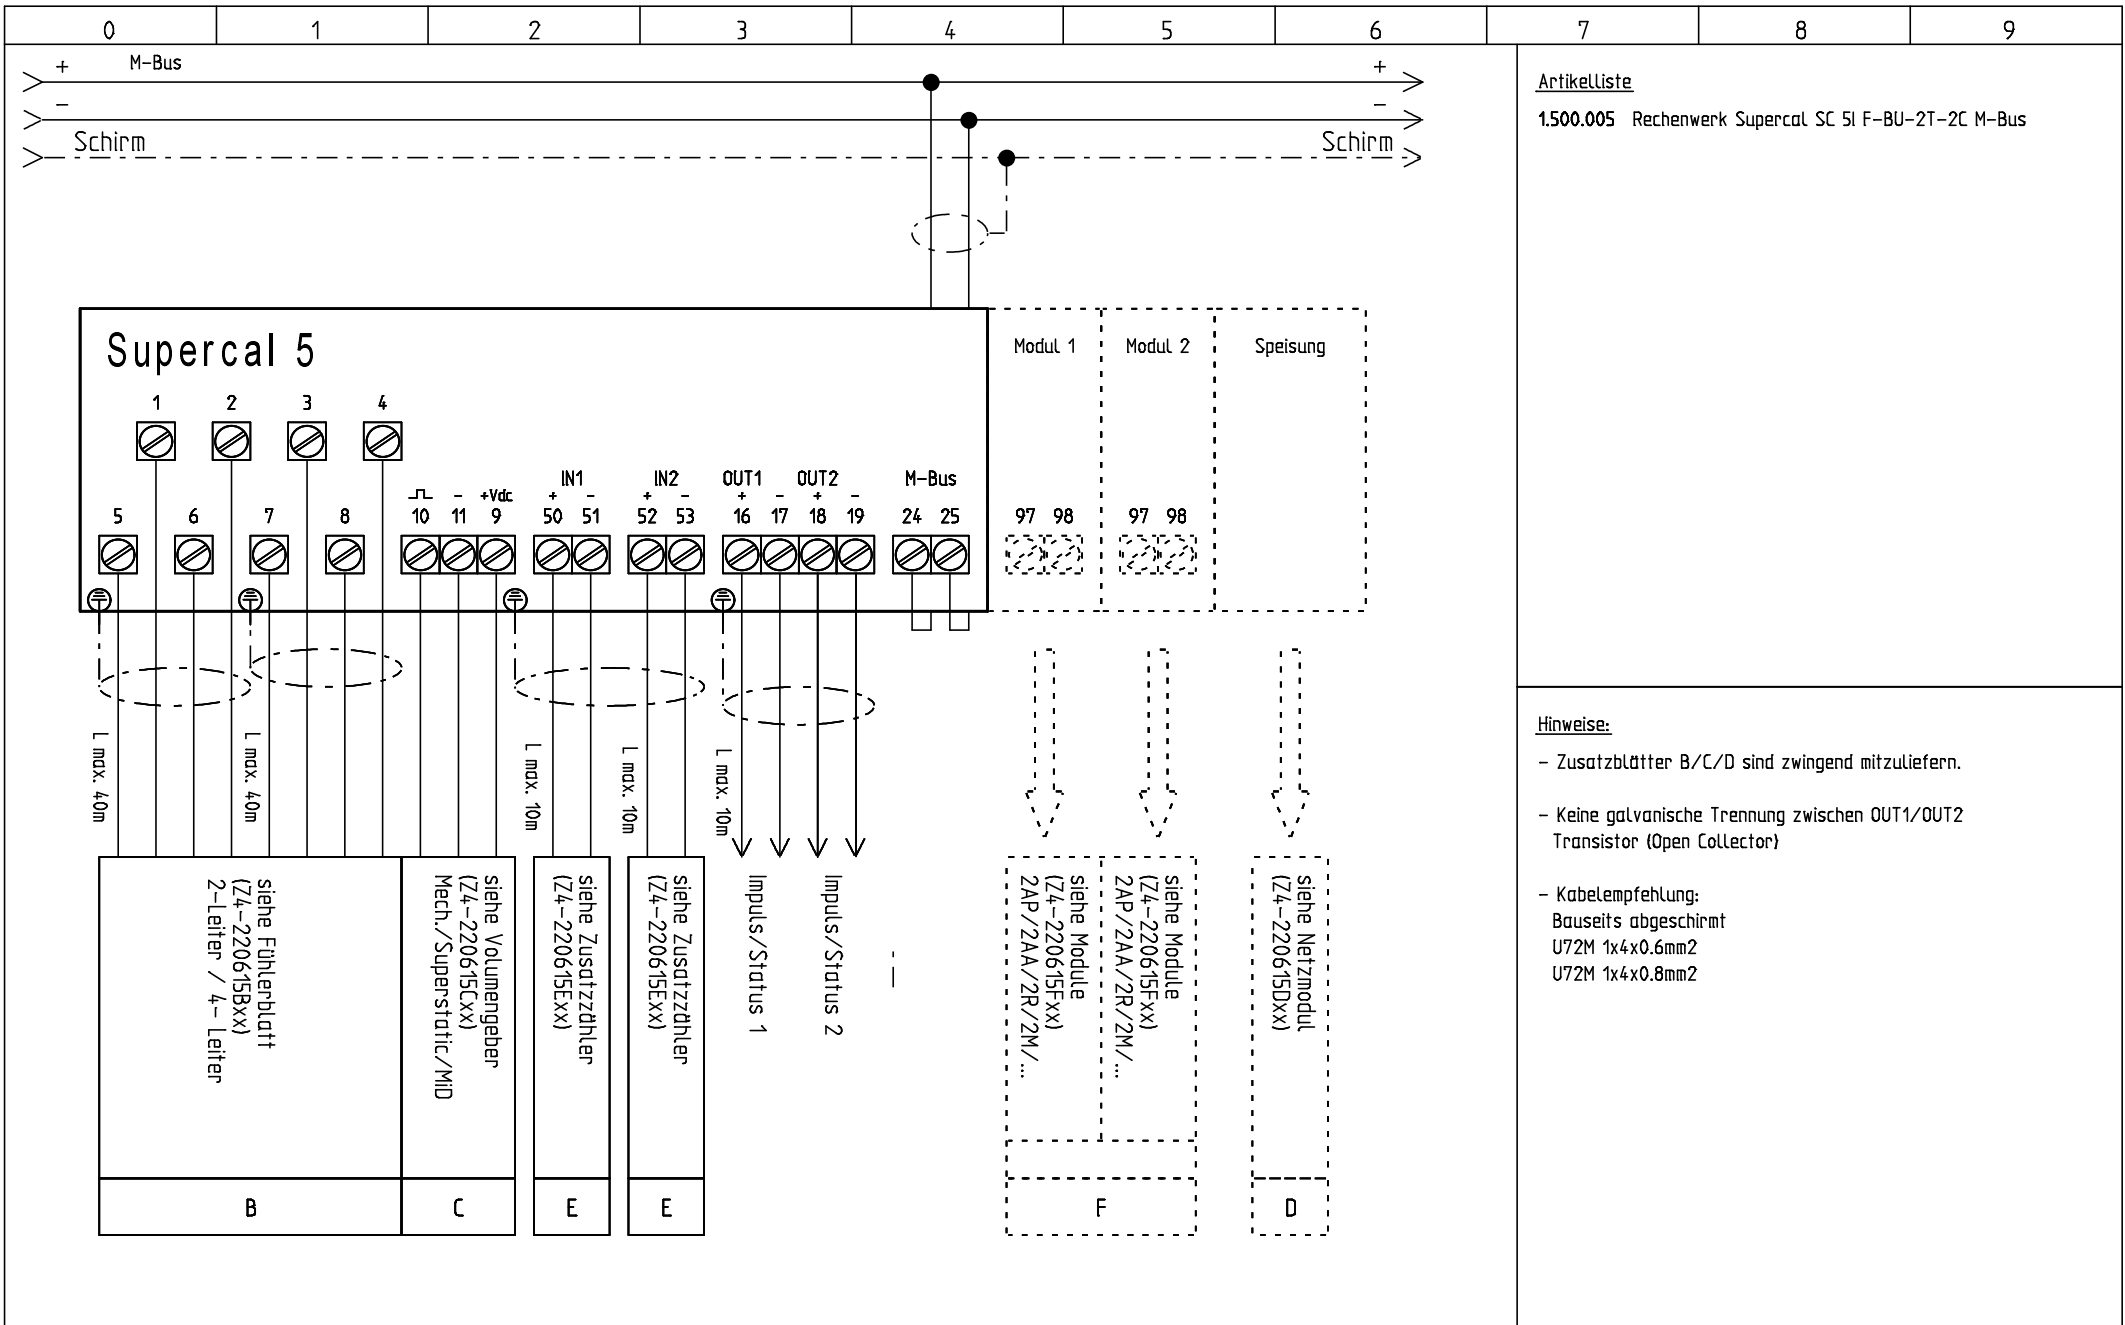 0 1 2 3 4 5 6 7 8 9
+ M-Bus +
- -
Schirm Schirm
Artikelliste
1.500.005 Rechenwerk Supercal SC 5I F-BU-2T-2C M-Bus
Supercal 5
Modul 1 Modul 2 Speisung
1 2 3 4
IN1 IN2 OUT1 OUT2 M-Bus
- +Vdc + - + - + - + -
5 6 7 8 10 11 9 50 51 52 53 16 17 18 19 24 25 97 98 97 98
L max. 40m
L max. 40m
L max. 10m
L max. 10m
L max. 10m
siehe Fühlerblatt
(Z4-220615Bxx)
2-Leiter / 4- Leiter
siehe Volumengeber
(Z4-220615Cxx)
Mech./Superstatic/MiD
siehe Zusatzzähler
(Z4-220615Exx)
siehe Zusatzzähler
(Z4-220615Exx)
Impuls/Status 1
Impuls/Status 2
siehe Module
(Z4-220615Fxx)
2AP/2AA/2R/2M/...
siehe Module
(Z4-220615Fxx)
2AP/2AA/2R/2M/...
siehe Netzmodul
(Z4-220615Dxx)
B C E E F D
Hinweise:
- Zusatzblätter B/C/D sind zwingend mitzuliefern.
- Keine galvanische Trennung zwischen OUT1/OUT2
Transistor (Open Collector)
- Kabelempfehlung:
Bauseits abgeschirmt
U72M 1x4x0.6mm2
U72M 1x4x0.8mm2